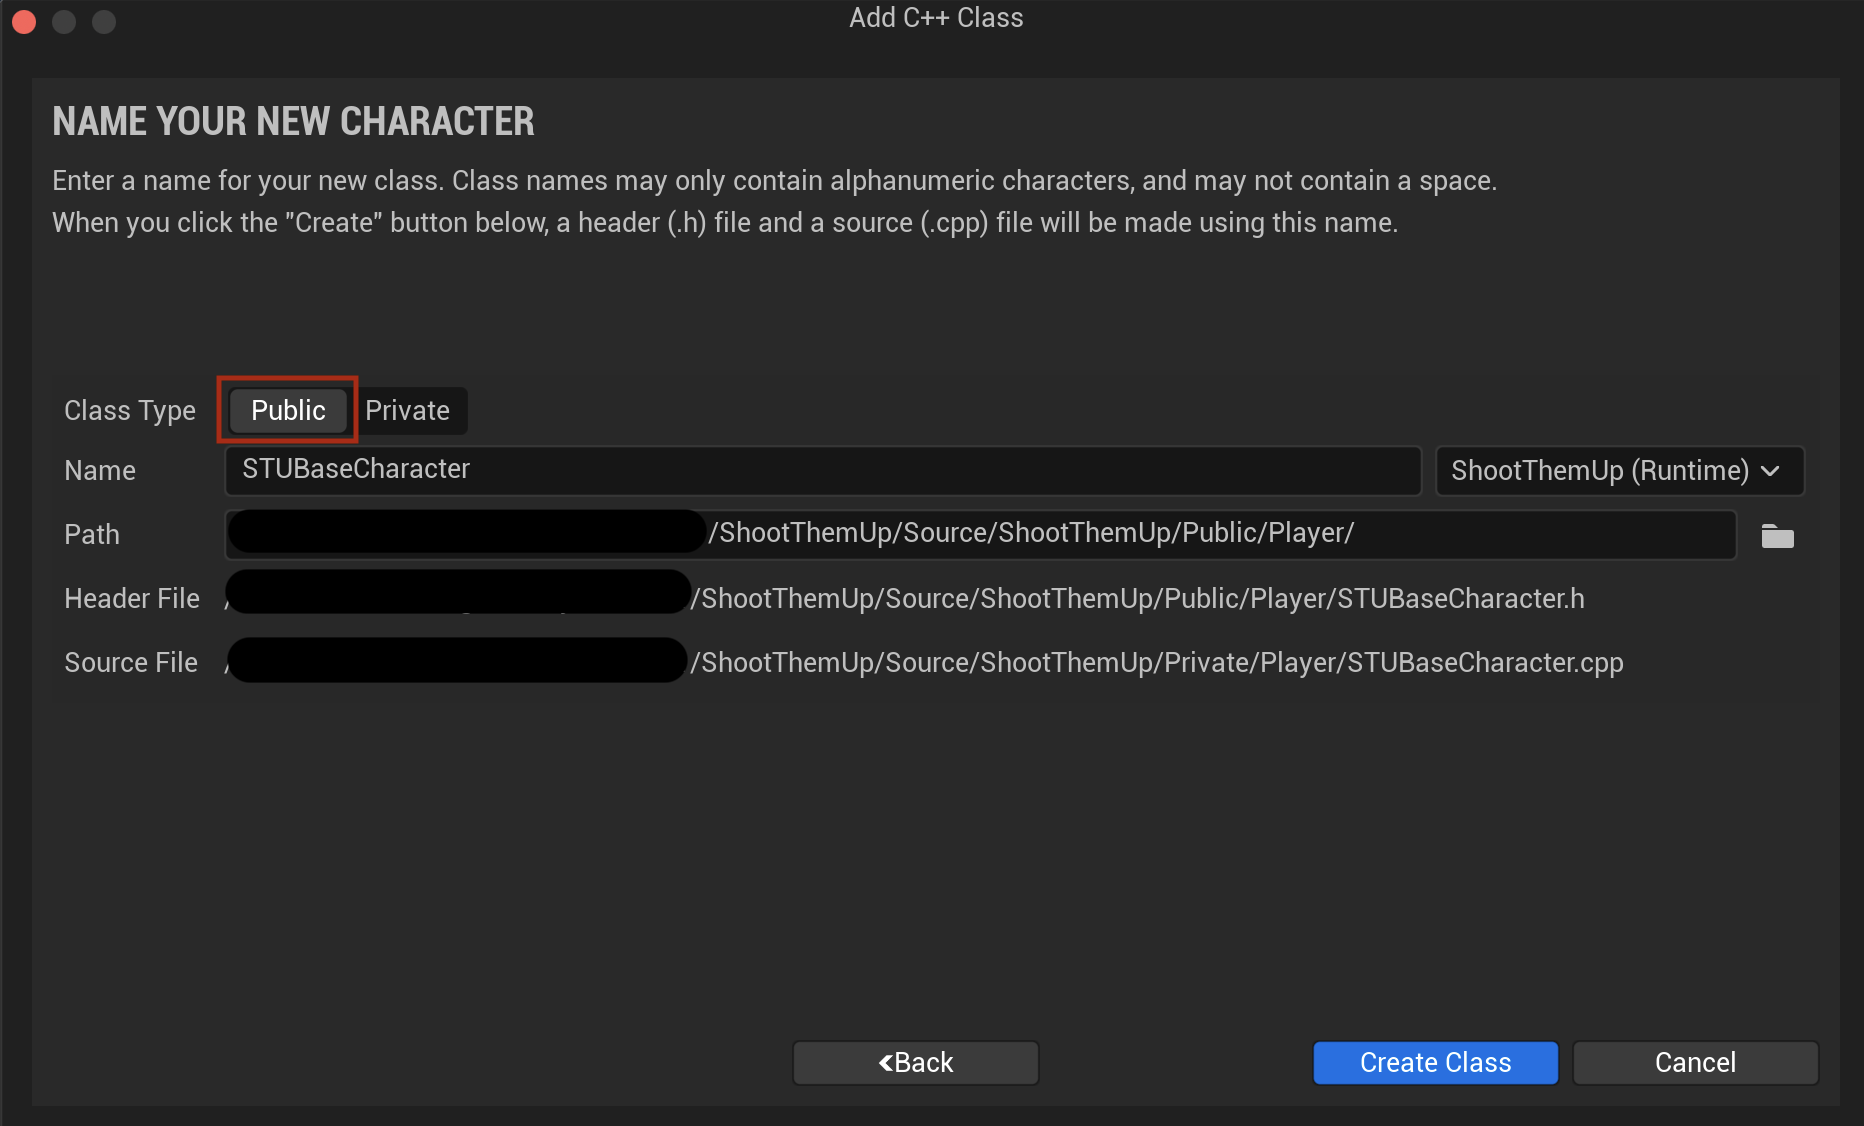 Add C++ Class
NAME YOUR NEW CHARACTER
Enter a name for your new class. Class names may only contain alphanumeric characters, and may not contain a space.
When you click the "Create" button below, a header (.h) file and a source (.cpp) file will be made using this name.
Class Type Public Private
Name STUBaseCharacter ShootThemUp (Runtime)
Path /ShootThemUp/Source/ShootThemUp/Public/Player/
Header File /ShootThemUp/Source/ShootThemUp/Public/Player/STUBaseCharacter.h
Source File /ShootThemUp/Source/ShootThemUp/Private/Player/STUBaseCharacter.cpp
Back Create Class Cancel